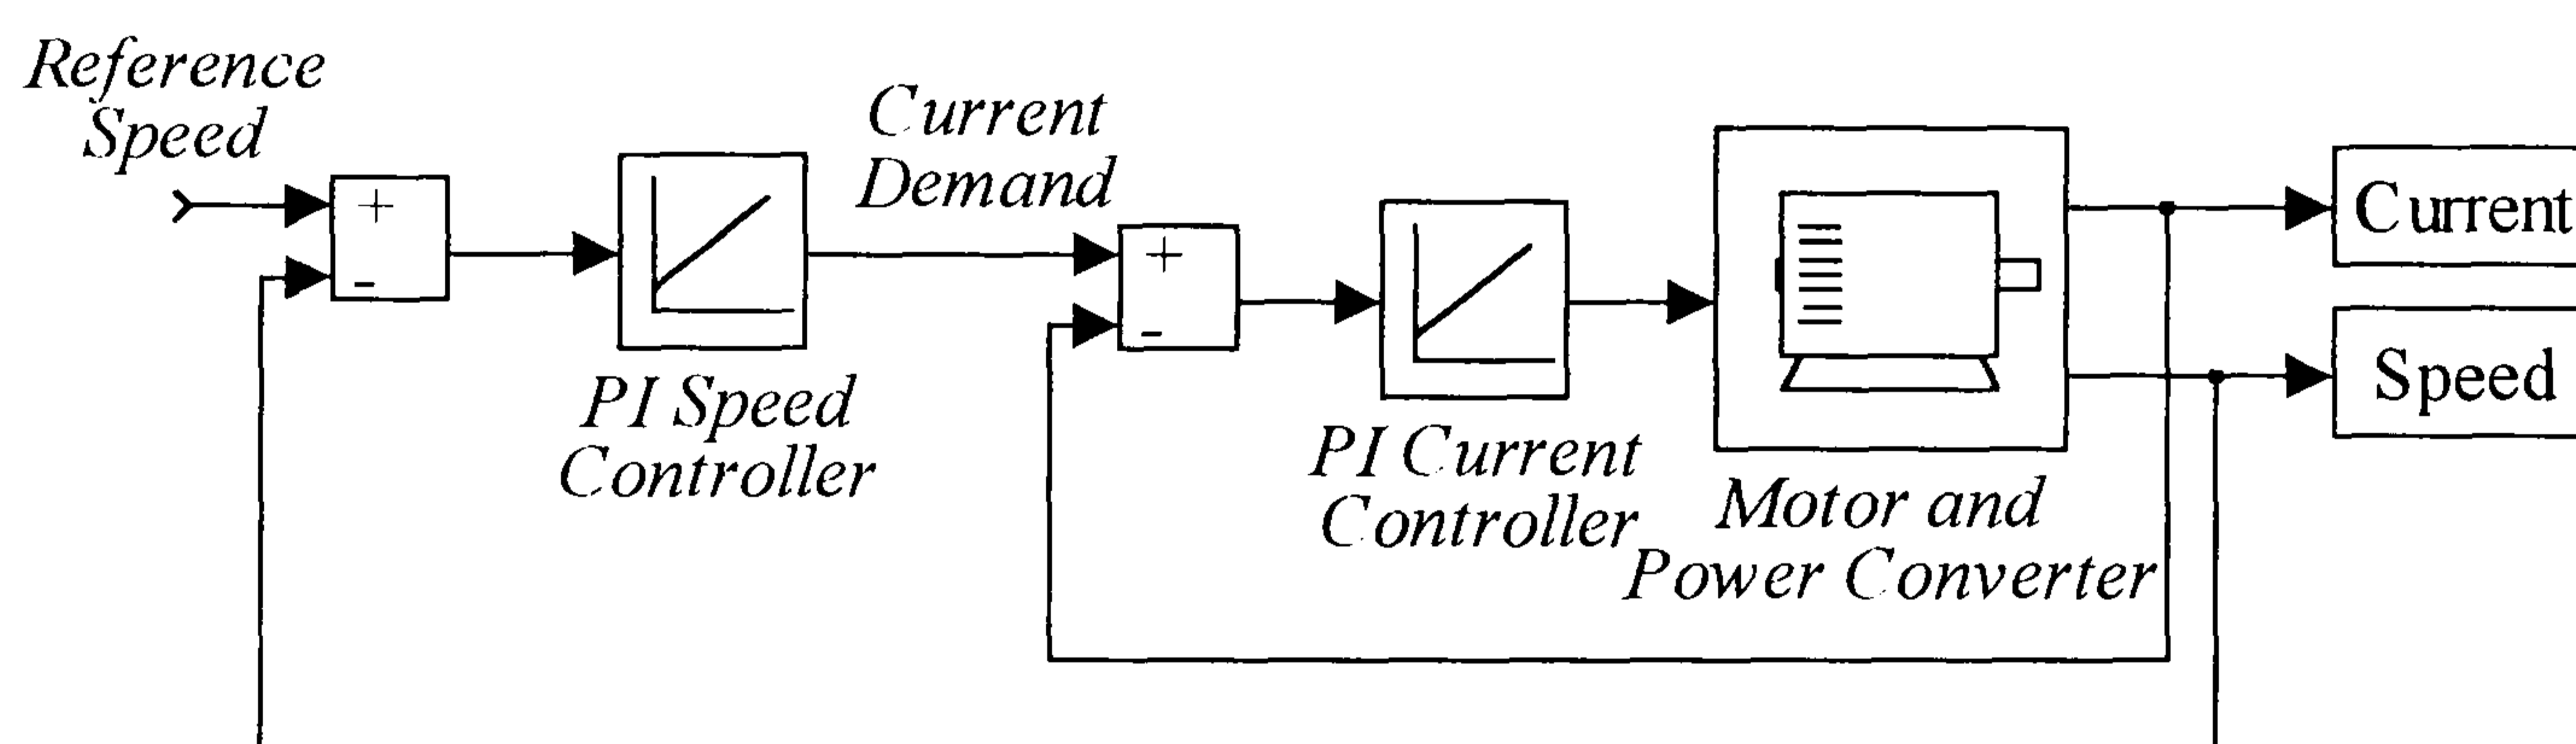 Reference
Speed
+
-
PI Speed
Controller
Current
Demand
+
-
PI Current
Controller
Motor and
Power Converter
Current
Speed